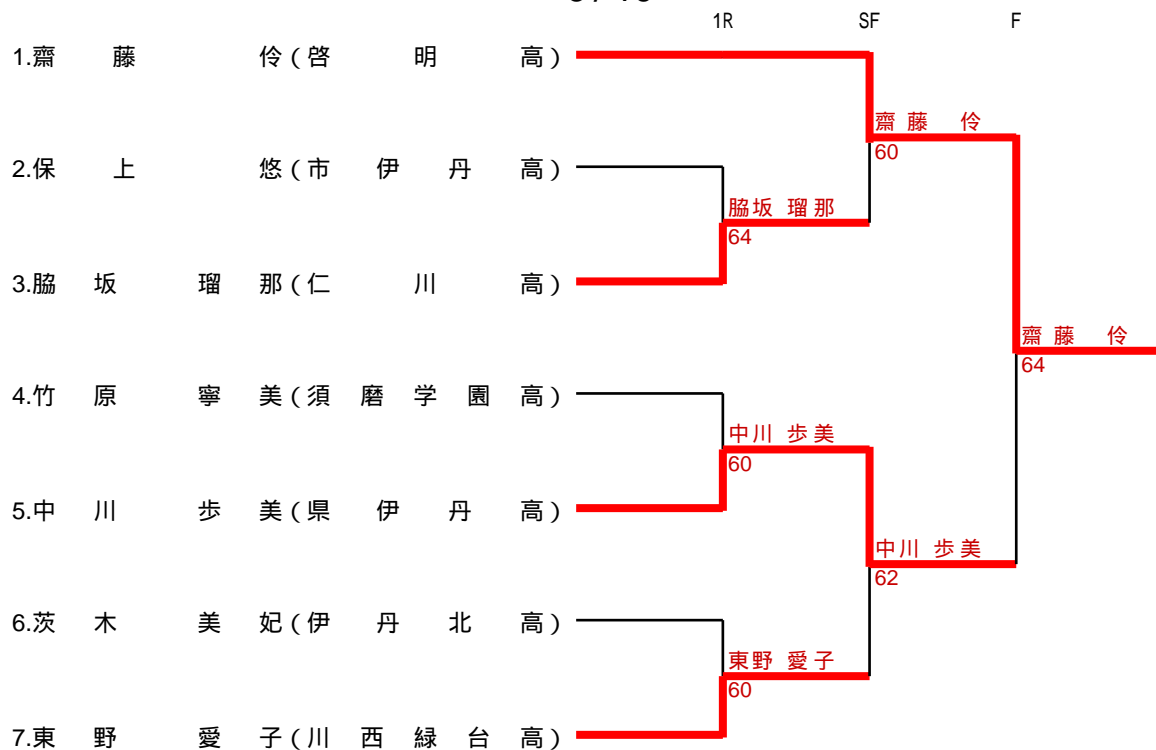 1R SF F
1.齋藤 伶(啓明高)
齋藤 伶
60
2.保上 悠(市伊丹高)
脇坂 瑠那
64
3.脇坂 瑠那(仁川高)
齋藤 伶
64
4.竹原 寧美(須磨学園高)
中川 歩美
60
5.中川 歩美(県伊丹高)
中川 歩美
62
6.茨木 美妃(伊丹北高)
東野 愛子
60
7.東野 愛子(川西緑台高)